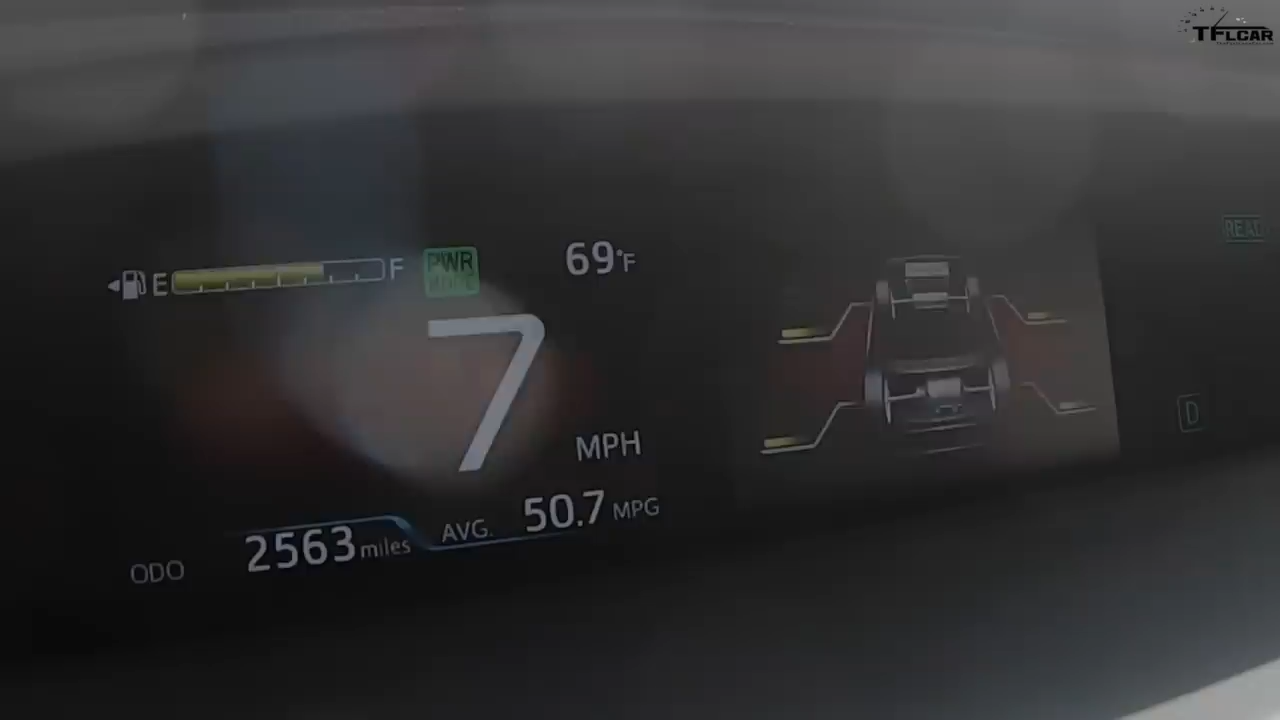 TFLCAR
E F
PWR
MODE
69°F
READ
7
MPH
D
AVG. 50.7 MPG
ODO 2563 miles